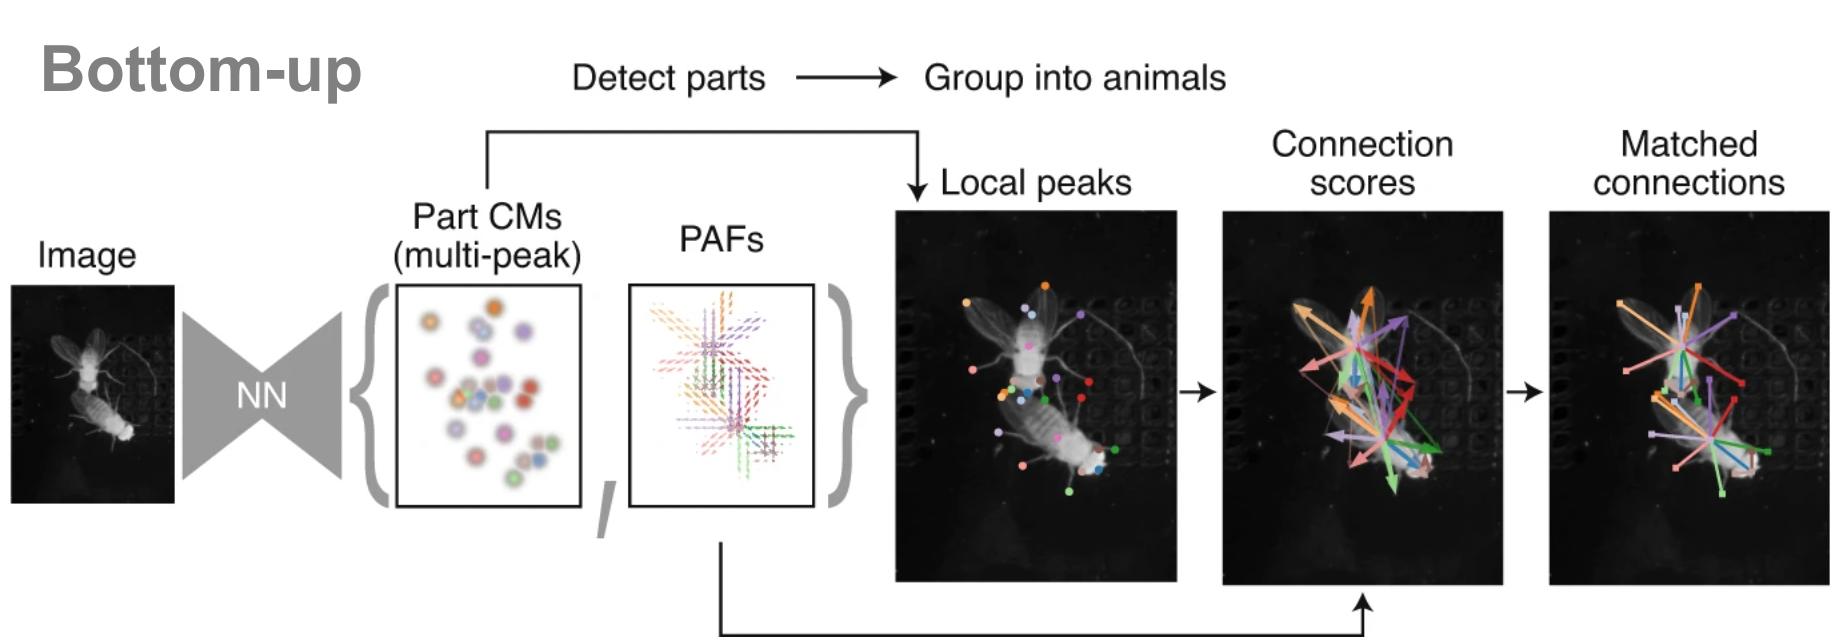 Bottom-up
Detect parts
Group into animals
Image
Part CMs
(multi-peak)
PAFs
Local peaks
Connection
scores
Matched
connections
NN
{
,
}